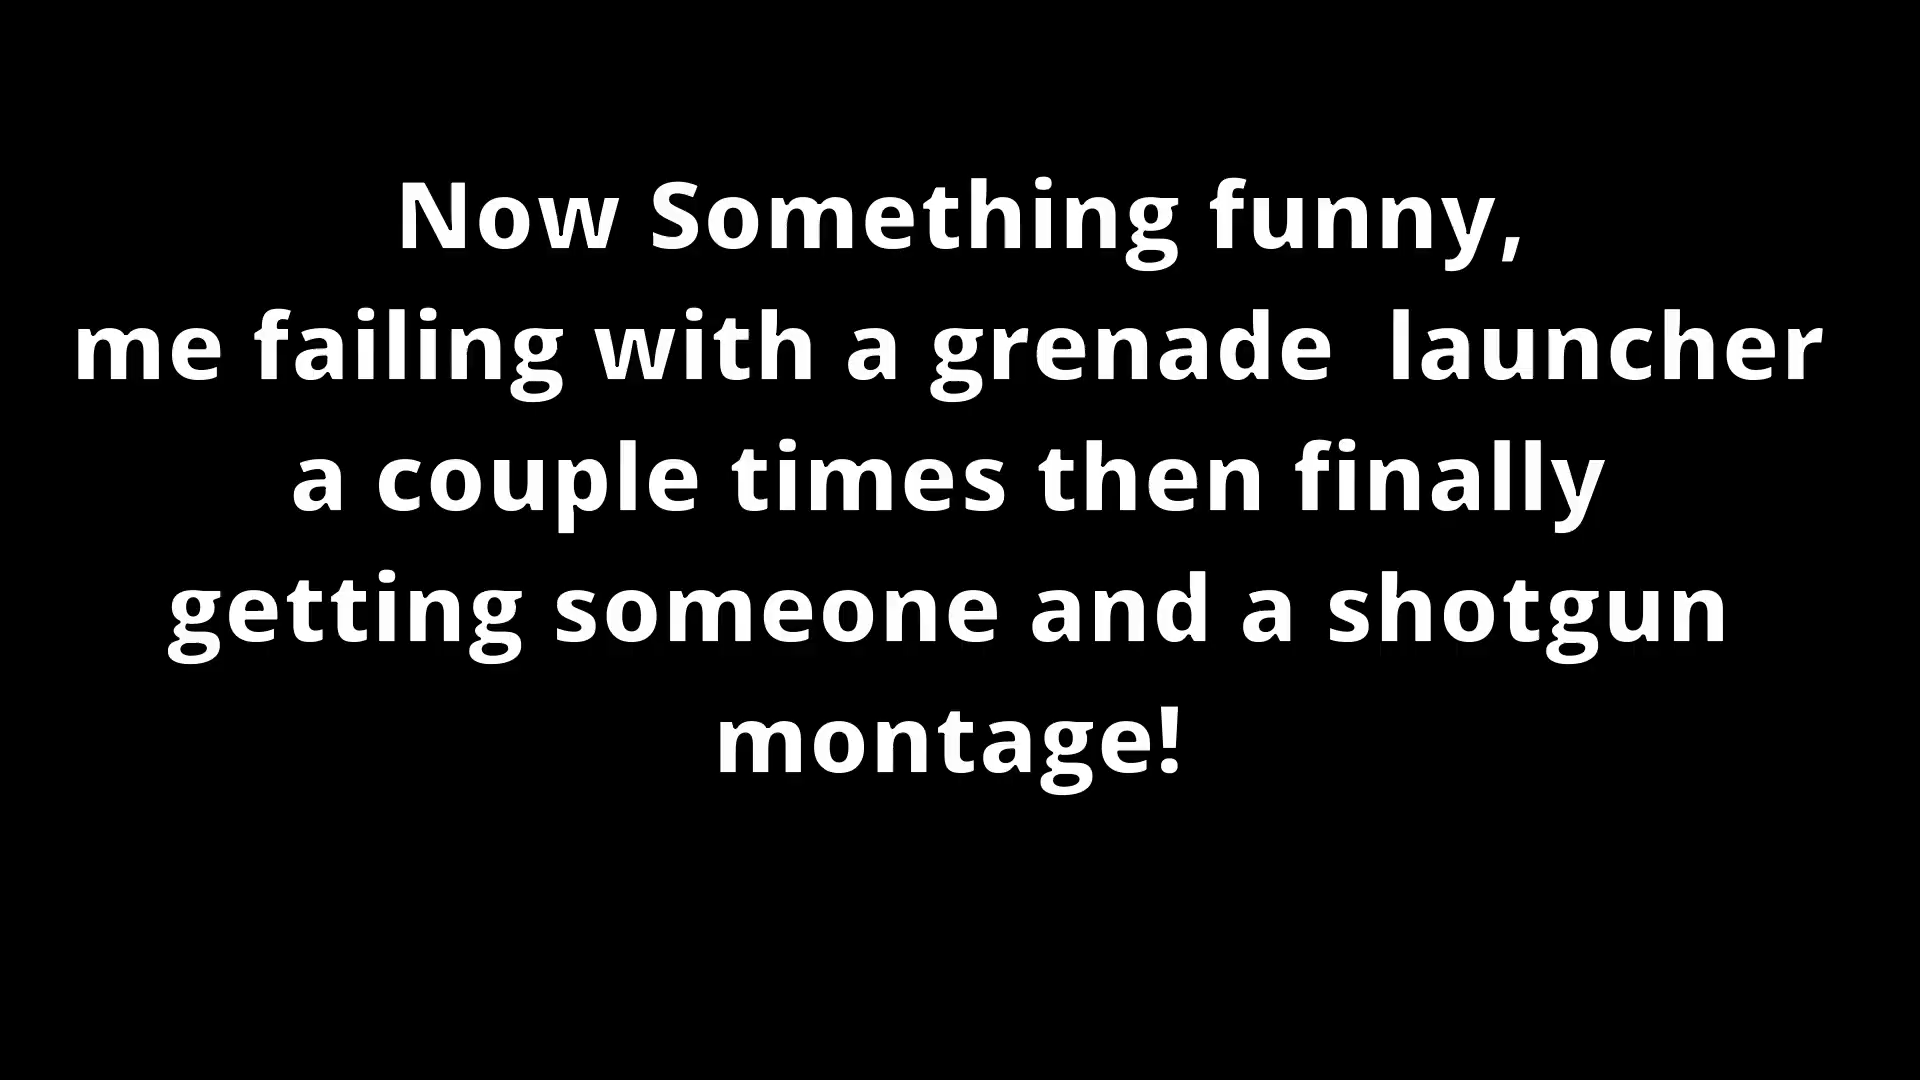 Now Something funny,
me failing with a grenade  launcher
a couple times then finally
getting someone and a shotgun
montage!